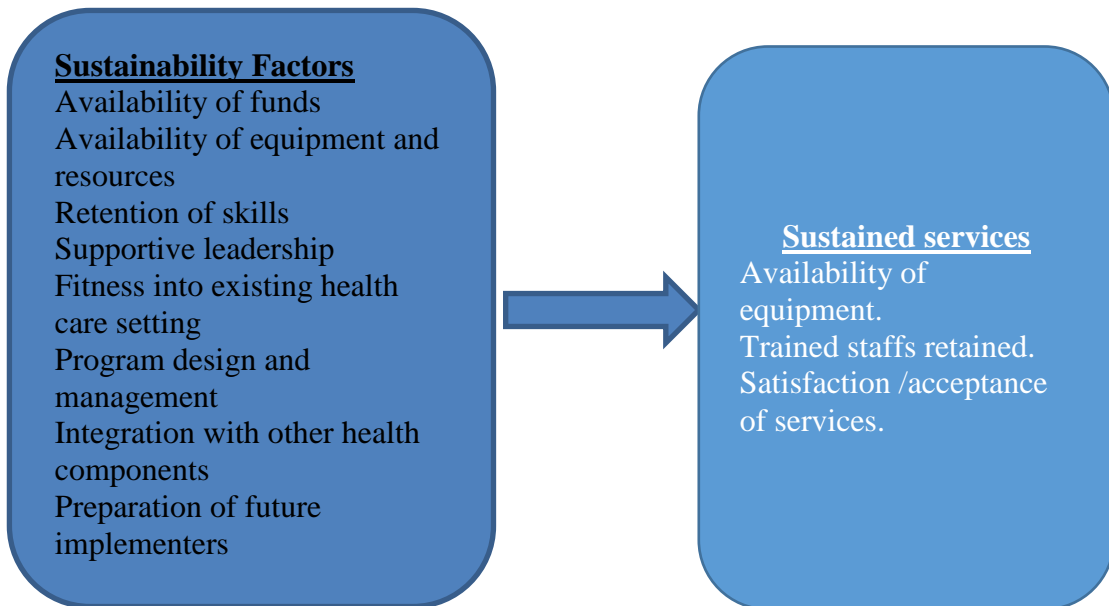 Sustainability Factors
Availability of funds
Availability of equipment and
resources
Retention of skills
Supportive leadership
Fitness into existing health
care setting
Program design and
management
Integration with other health
components
Preparation of future
implementers
Sustained services
Availability of
equipment.
Trained staffs retained.
Satisfaction /acceptance
of services.